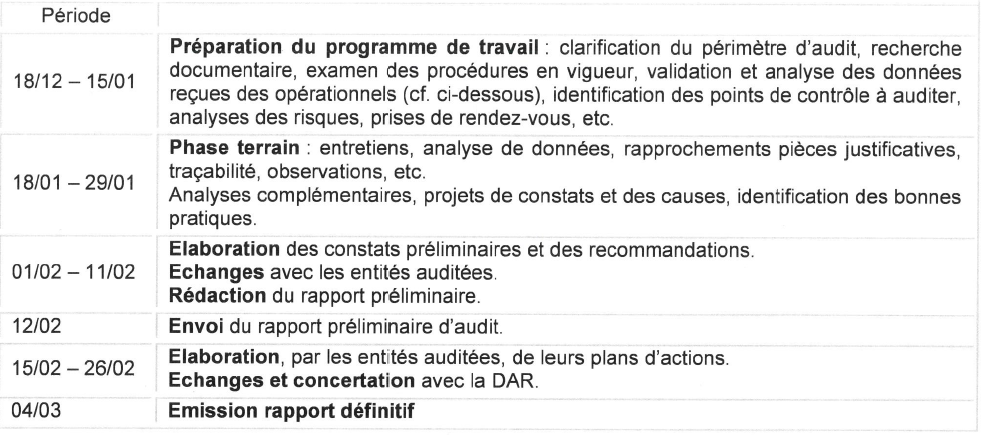 Période
18/12 – 15/01
Préparation du programme de travail : clarification du périmètre d'audit, recherche
documentaire, examen des procédures en vigueur, validation et analyse des données
reçues des opérationnels (cf. ci-dessous), identification des points de contrôle à auditer,
analyses des risques, prises de rendez-vous, etc.
18/01 – 29/01
Phase terrain : entretiens, analyse de données, rapprochements pièces justificatives,
traçabilité, observations, etc.
Analyses complémentaires, projets de constats et des causes, identification des bonnes
pratiques.
01/02 – 11/02
Elaboration des constats préliminaires et des recommandations.
Echanges avec les entités auditées.
Rédaction du rapport préliminaire.
12/02
Envoi du rapport préliminaire d'audit.
15/02 – 26/02
Elaboration, par les entités auditées, de leurs plans d'actions.
Echanges et concertation avec la DAR.
04/03
Emission rapport définitif